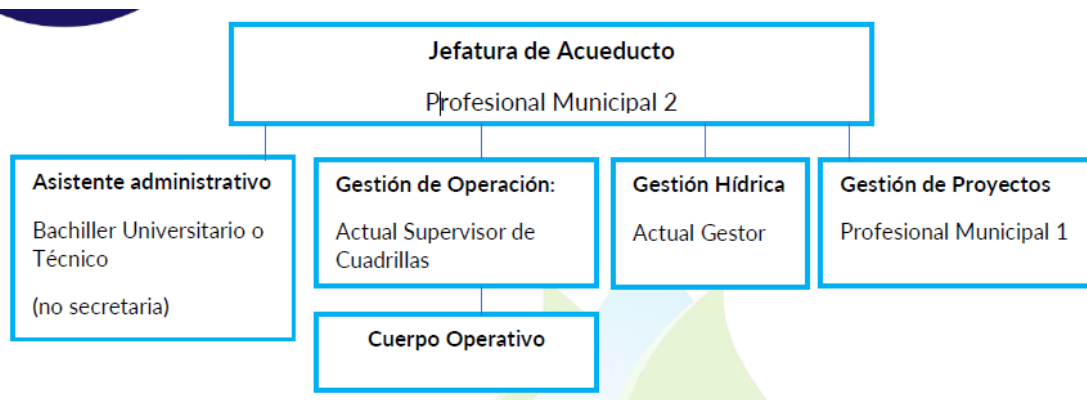 Jefatura de Acueducto
Profesional Municipal 2
Asistente administrativo
Bachiller Universitario o
Técnico
(no secretaria)
Gestión de Operación:
Actual Supervisor de
Cuadrillas
Cuerpo Operativo
Gestión Hídrica
Actual Gestor
Gestión de Proyectos
Profesional Municipal 1